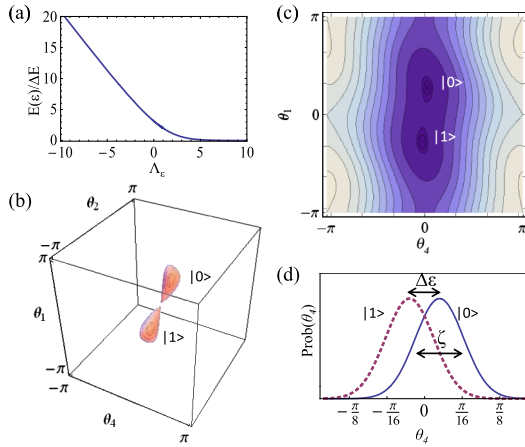 (a)
E(ε)/ΔE
20
15
10
5
0
−10
−5
0
5
10
Λε
(b)
π
θ2
−π
π
θ1
−π
−π
θ4
π
|0>
|1>
(c)
π
θ1
0
−π
−π
0
π
θ4
|0>
|1>
(d)
Δε
|1>
|0>
ζ
Prob(θ4)
− π/8
− π/16
0
π/16
π/8
θ4